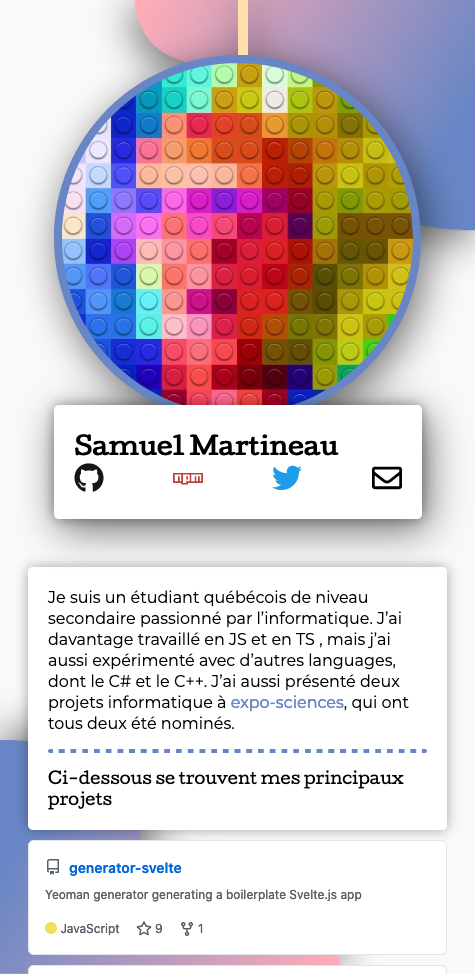 Samuel Martineau
npm
Je suis un étudiant québécois de niveau
secondaire passionné par l’informatique. J’ai
davantage travaillé en JS et en TS , mais j’ai
aussi expérimenté avec d’autres languages,
dont le C# et le C++. J’ai aussi présenté deux
projets informatique à expo-sciences, qui ont
tous deux été nominés.
Ci-dessous se trouvent mes principaux
projets
generator-svelte
Yeoman generator generating a boilerplate Svelte.js app
JavaScript 9 1